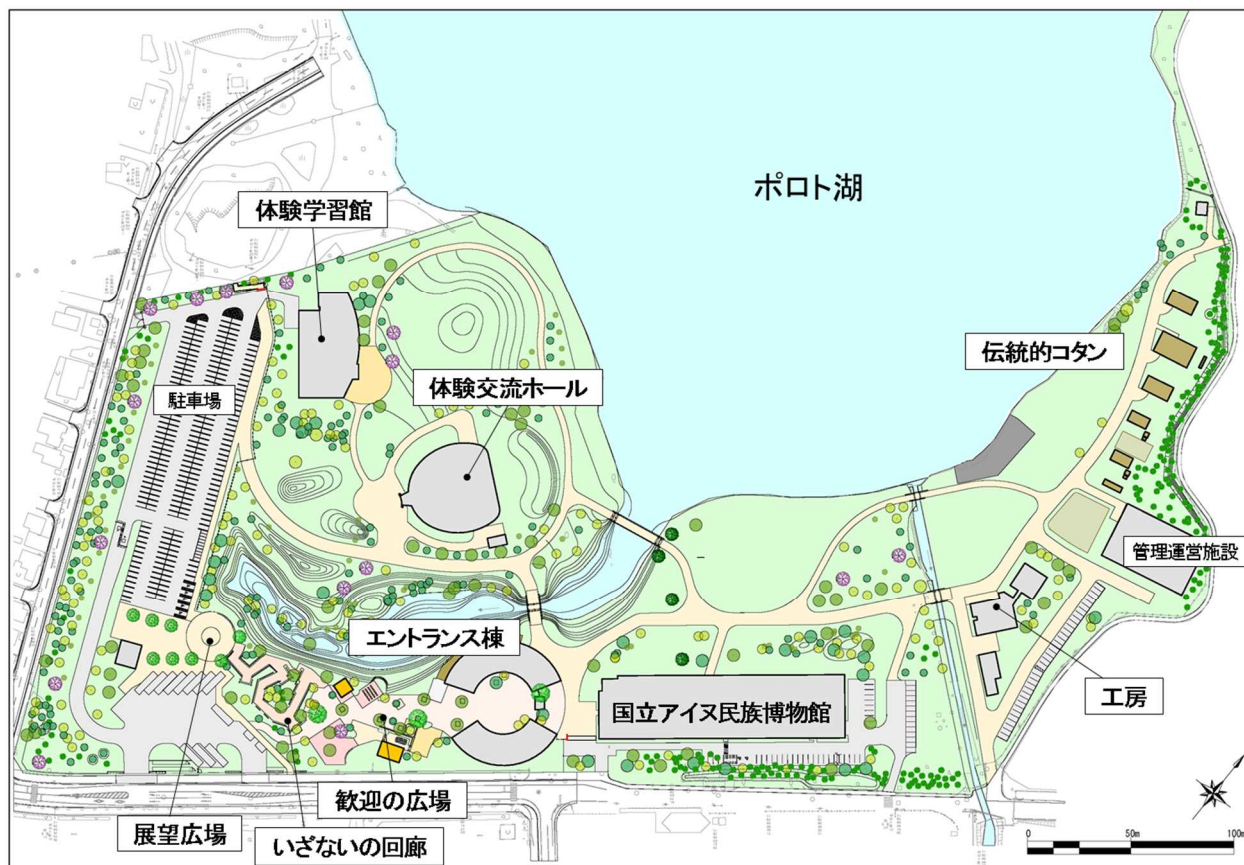 ポロト湖
体験学習館
伝統的コタン
体験交流ホール
駐車場
管理運営施設
エントランス棟
国立アイヌ民族博物館
工房
歓迎の広場
展望広場
いざないの回廊
0
50m
100m